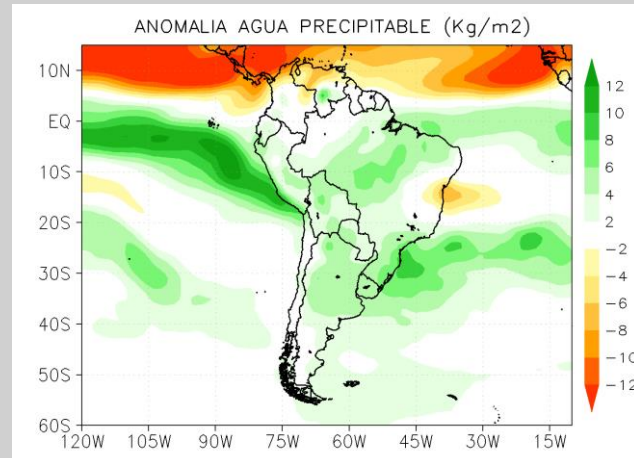 ANOMALIA AGUA PRECIPITABLE (Kg/m2)
10N
EQ
10S
20S
30S
40S
50S
60S
120W 105W 90W 75W 60W 45W 30W 15W
12
10
8
6
4
2
-2
-4
-6
-8
-10
-12